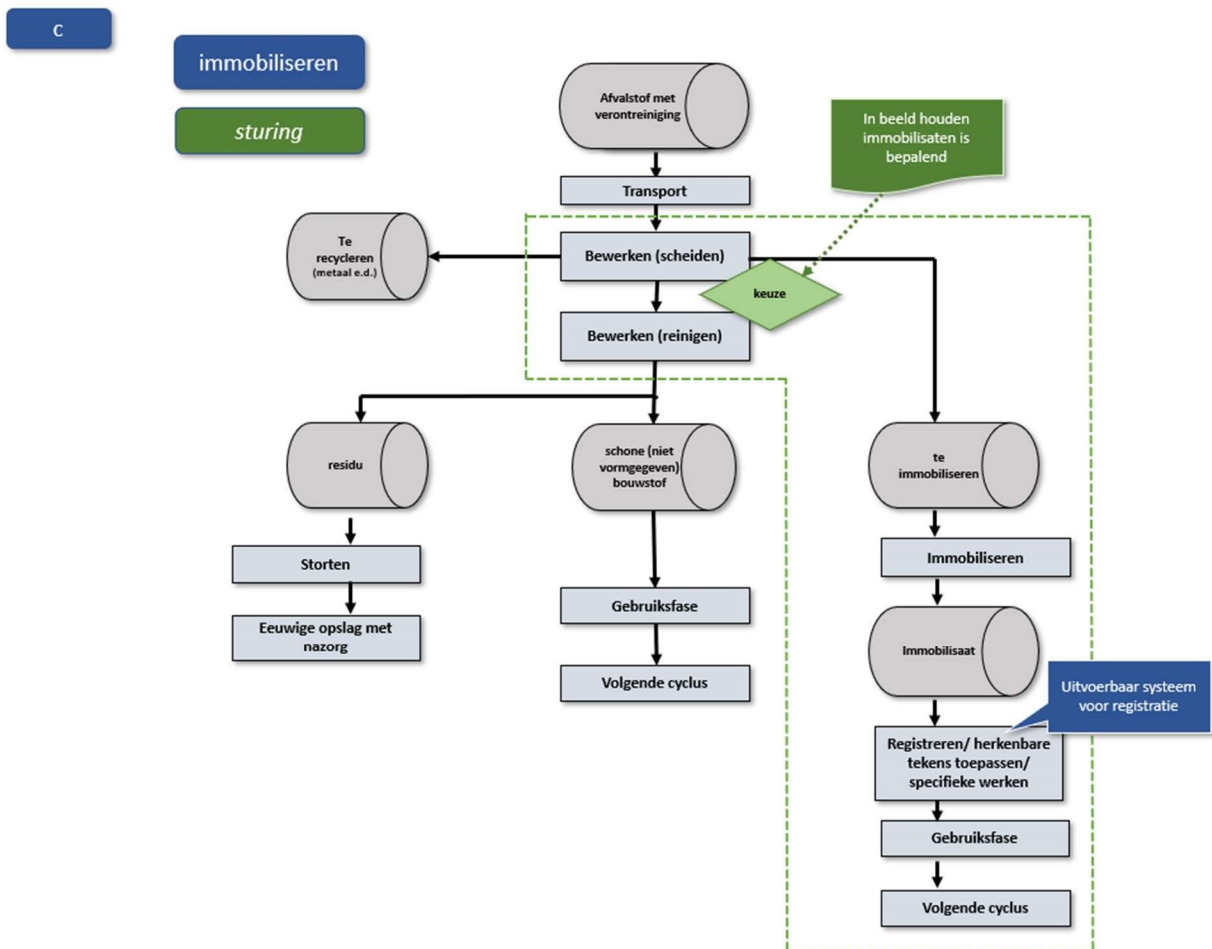 C
immobiliseren
sturing
Afvalstof met
verontreiniging
In beeld houden
immobilisaten is
bepalend
Transport
Te
recycleren
(metaal e.d.)
Bewerken (scheiden)
keuze
Bewerken (reinigen)
residu
schone (niet
vormgegeven)
bouwstof
te
immobiliseren
Storten
Immobiliseren
Gebruiksfase
Eeuwige opslag met
nazorg
Immobilisaat
Volgende cyclus
Uitvoerbaar systeem
voor registratie
Registreren/ herkenbare
tekens toepassen/
specifieke werken
Gebruiksfase
Volgende cyclus